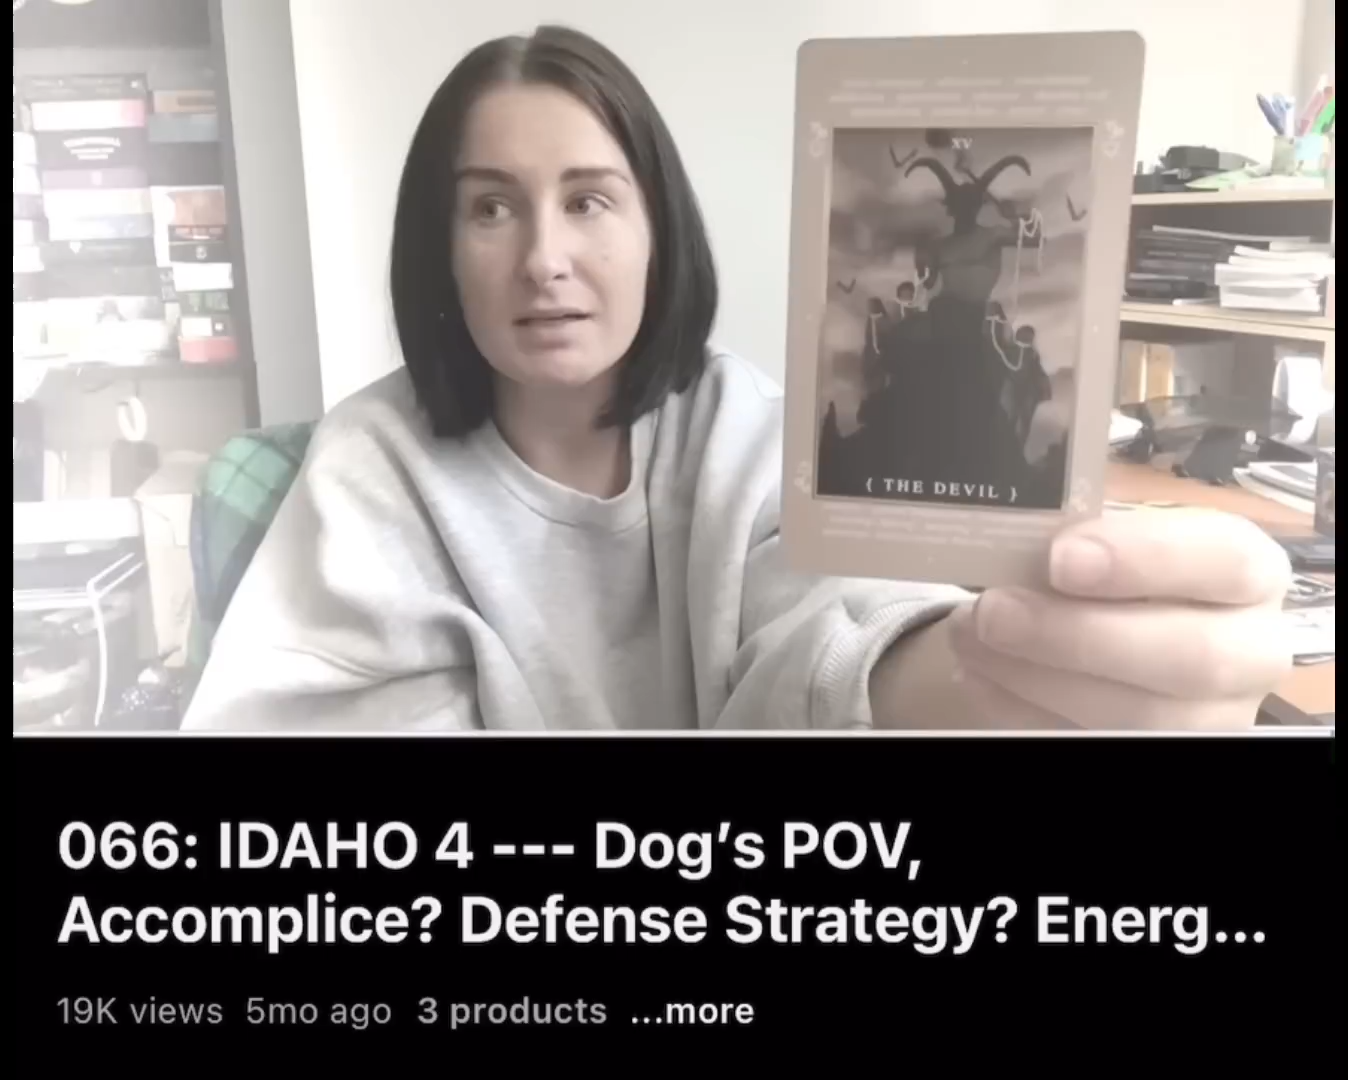 XV
{ THE DEVIL }
066: IDAHO 4 --- Dog’s POV,
Accomplice? Defense Strategy? Energ...
19K views 5mo ago 3 products ...more